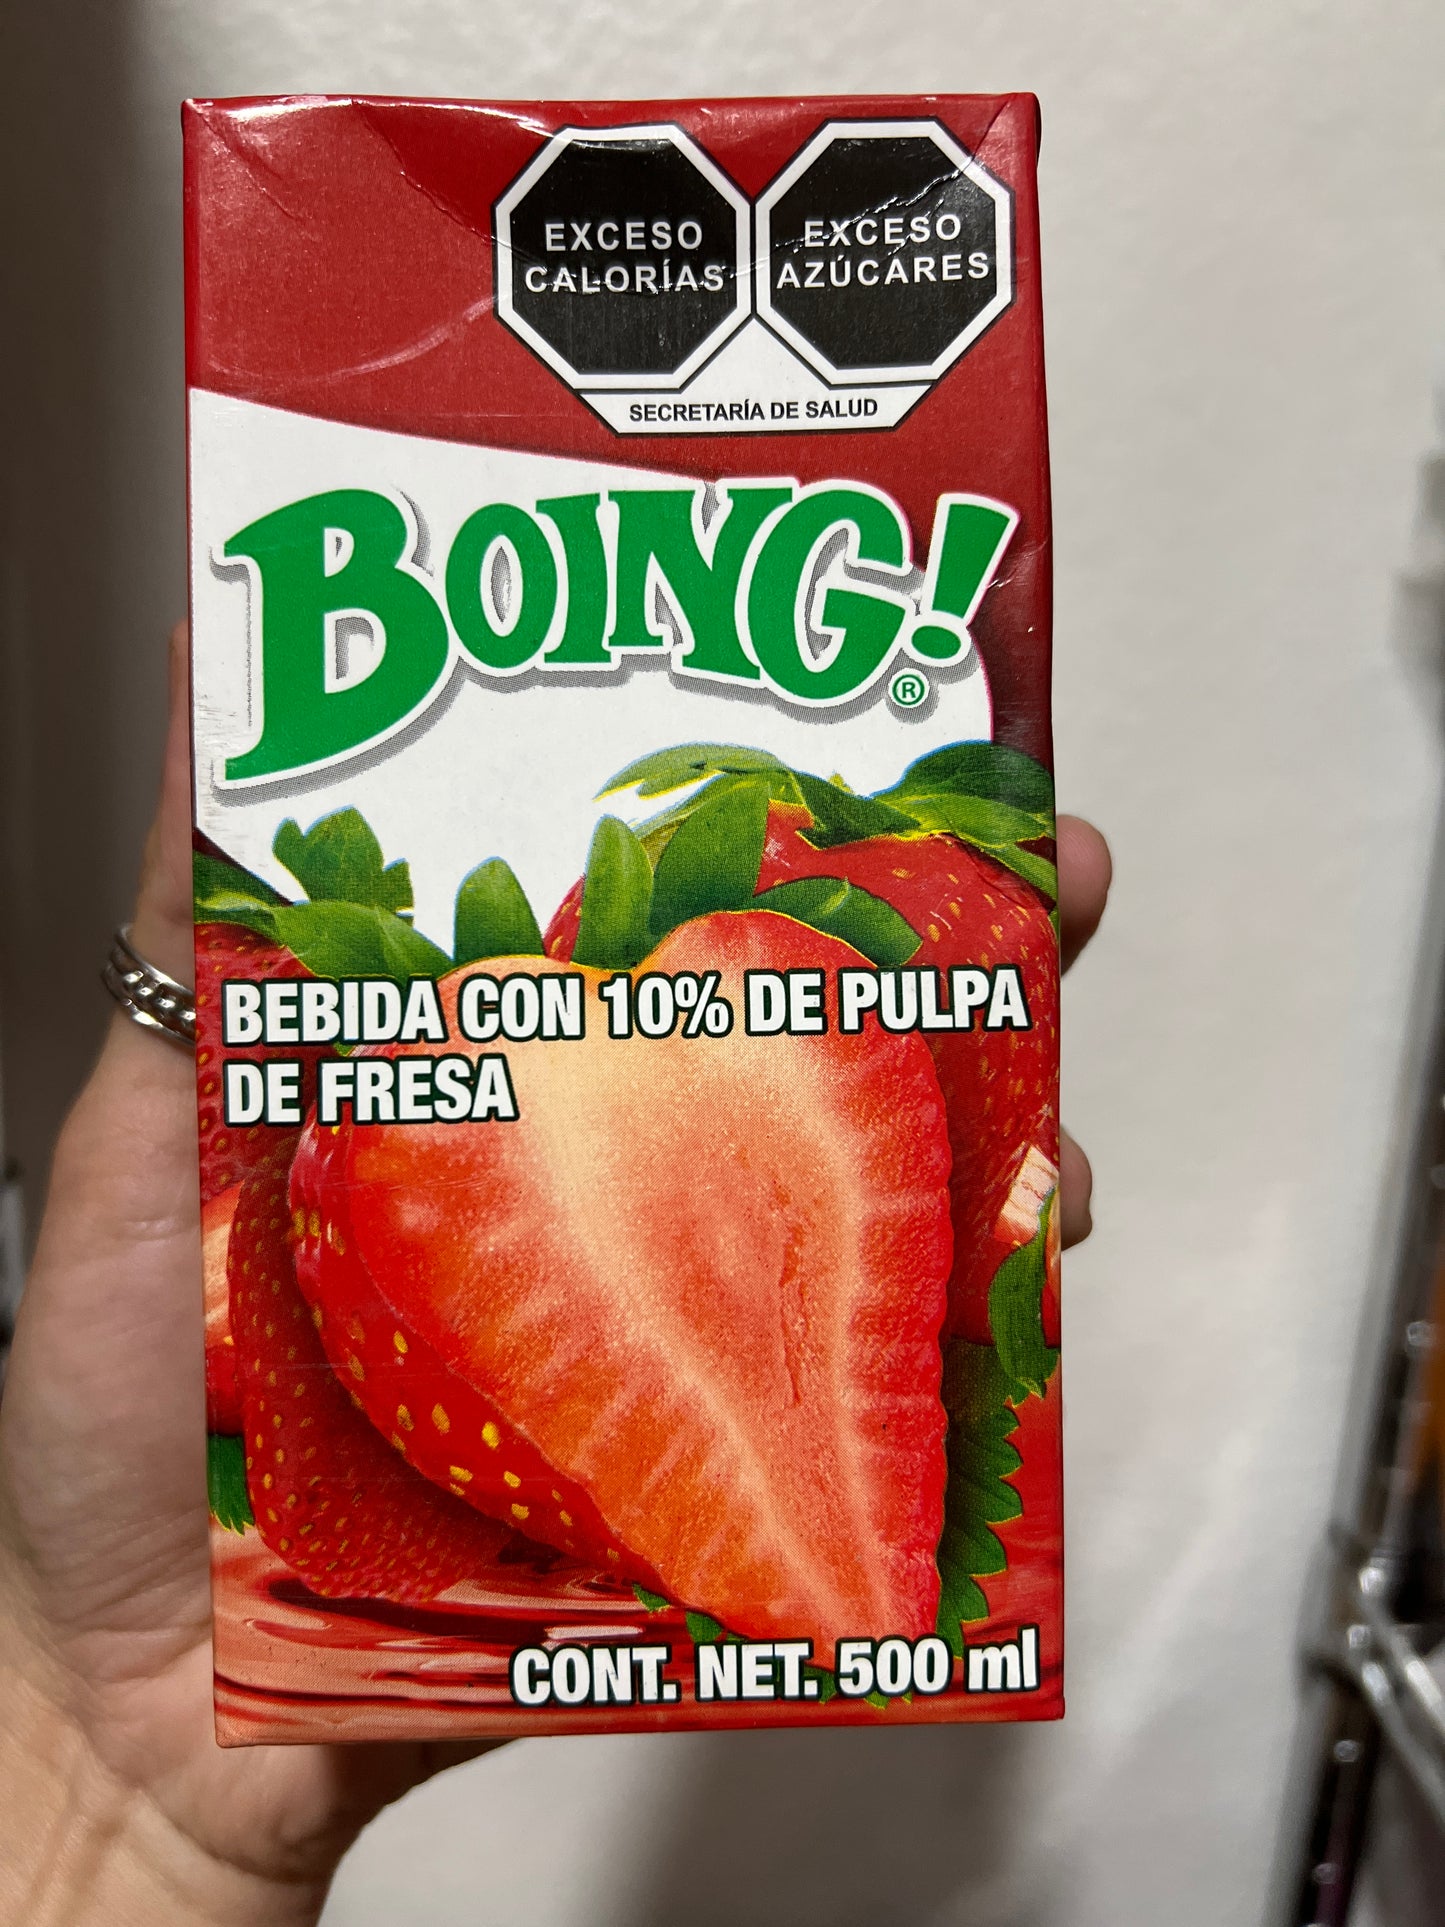 EXCESO
CALORÍAS
EXCESO
AZÚCARES
SECRETARÍA DE SALUD
BOING!®
BEBIDA CON 10% DE PULPA
DE FRESA
CONT. NET. 500 ml